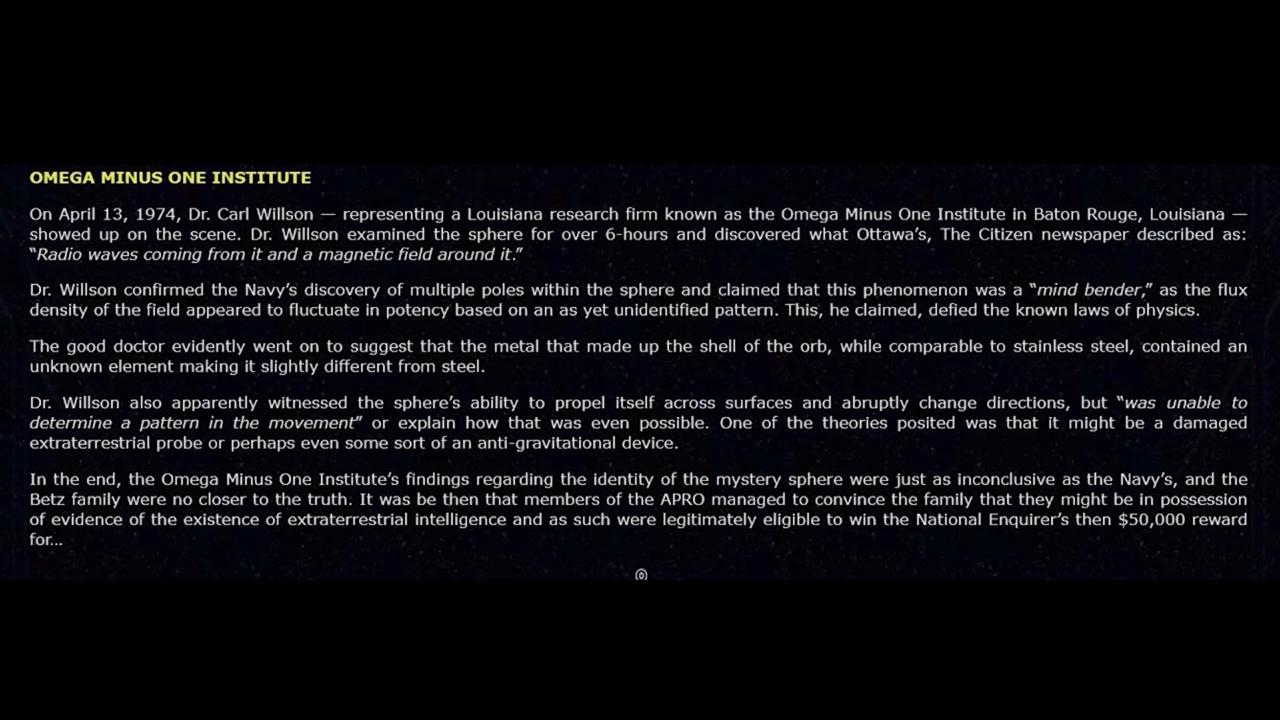 OMEGA MINUS ONE INSTITUTE
On April 13, 1974, Dr. Carl Willson — representing a Louisiana research firm known as the Omega Minus One Institute in Baton Rouge, Louisiana —
showed up on the scene. Dr. Willson examined the sphere for over 6-hours and discovered what Ottawa's, The Citizen newspaper described as:
“Radio waves coming from it and a magnetic field around it.”
Dr. Willson confirmed the Navy's discovery of multiple poles within the sphere and claimed that this phenomenon was a “mind bender,” as the flux
density of the field appeared to fluctuate in potency based on an as yet unidentified pattern. This, he claimed, defied the known laws of physics.
The good doctor evidently went on to suggest that the metal that made up the shell of the orb, while comparable to stainless steel, contained an
unknown element making it slightly different from steel.
Dr. Willson also apparently witnessed the sphere's ability to propel itself across surfaces and abruptly change directions, but “was unable to
determine a pattern in the movement” or explain how that was even possible. One of the theories posited was that it might be a damaged
extraterrestrial probe or perhaps even some sort of an anti-gravitational device.
In the end, the Omega Minus One Institute's findings regarding the identity of the mystery sphere were just as inconclusive as the Navy's, and the
Betz family were no closer to the truth. It was be then that members of the APRO managed to convince the family that they might be in possession
of evidence of the existence of extraterrestrial intelligence and as such were legitimately eligible to win the National Enquirer's then $50,000 reward
for...